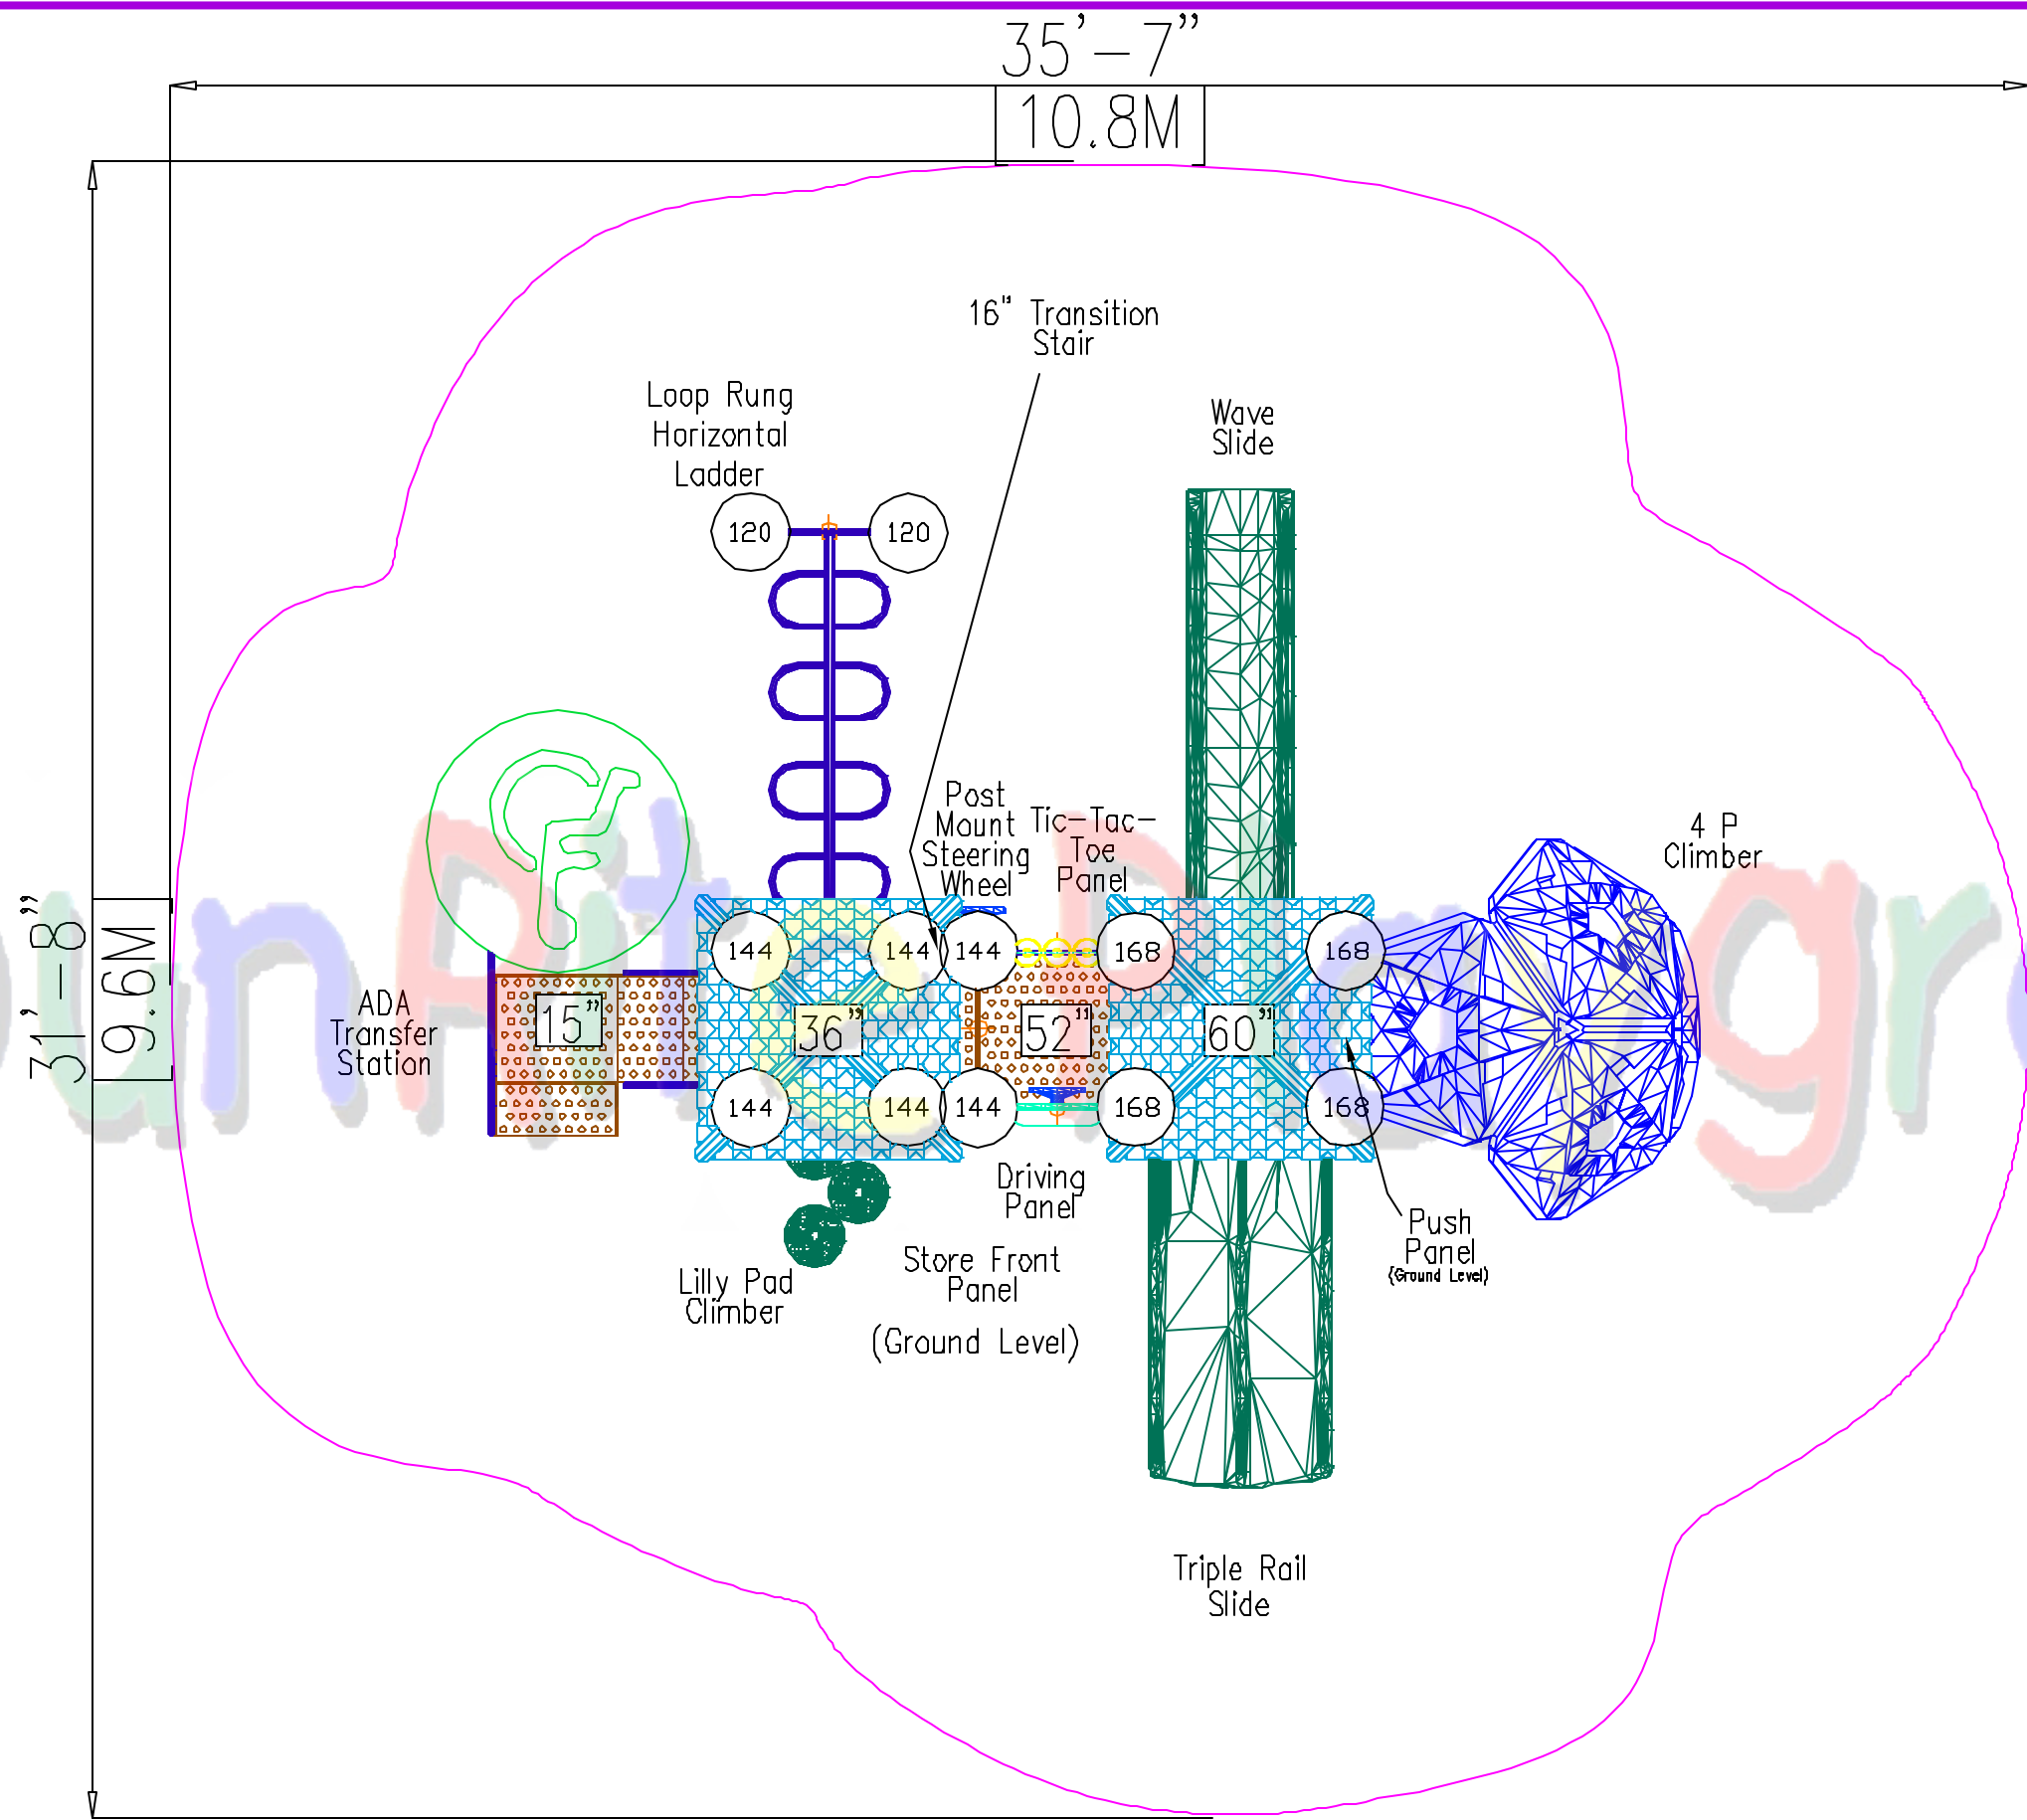 35'-7"
10.8M
31'-8"
9.6M
16" Transition
Stair
Loop Rung
Horizontal
Ladder
Wave
Slide
120
120
Post
Mount
Steering
Wheel
Tic-Tac-
Toe
Panel
4 P
Climber
144
144
144
168
168
ADA
Transfer
Station
15"
36"
52"
60"
144
144
144
168
168
Driving
Panel
Store Front
Panel
(Ground Level)
Push
Panel
(Ground Level)
Lilly Pad
Climber
Triple Rail
Slide